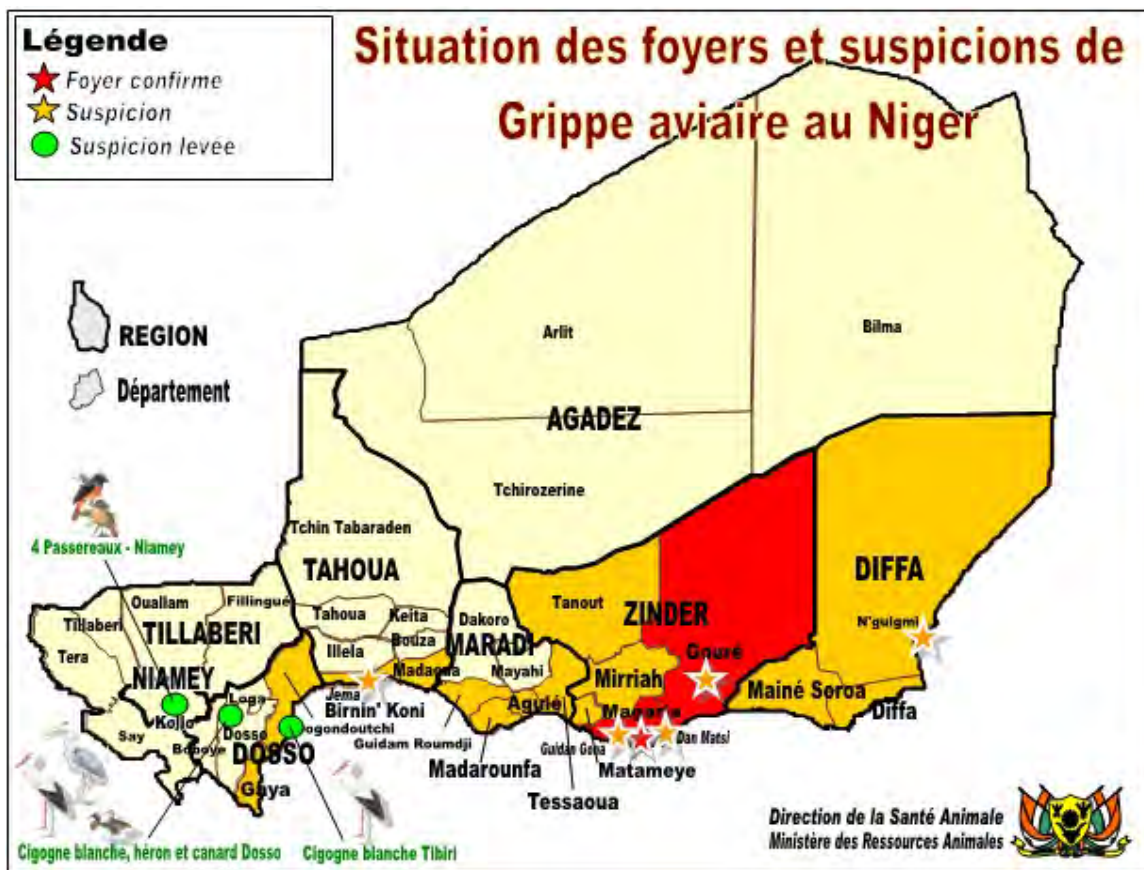 Légende
Foyer confirme
Suspicion
Suspicion levée
Situation des foyers et suspicions de
Grippe aviaire au Niger
REGION
Département
Arlit
Bilma
AGADEZ
Tchirozerine
Tchin Tabaraden
TAHOUA
4 Passereaux - Niamey
DIFFA
N'guigmi
Tanout
ZINDER
Ouallam
Fillingué
Tillaberi
TILLABERI
Tera
Tahoua
Keita
Dakoro
Bouza
MARADI
Illela
Mayahi
Madaoua
Gouré
Mirriah
NIAMEY
Mainé Soroa
Jema
Birnin' Koni
Loga
Aguié
Diffa
Kollo
Say
Dosso
ogondoutchi
Guidam Roumdji
Guidan Gona
Dan Matsi
Boboye
DOSSO
Madarounfa
Matameye
Gaya
Tessaoua
Direction de la Santé Animale
Ministère des Ressources Animales
Cigogne blanche, héron et canard Dosso
Cigogne blanche Tibiri